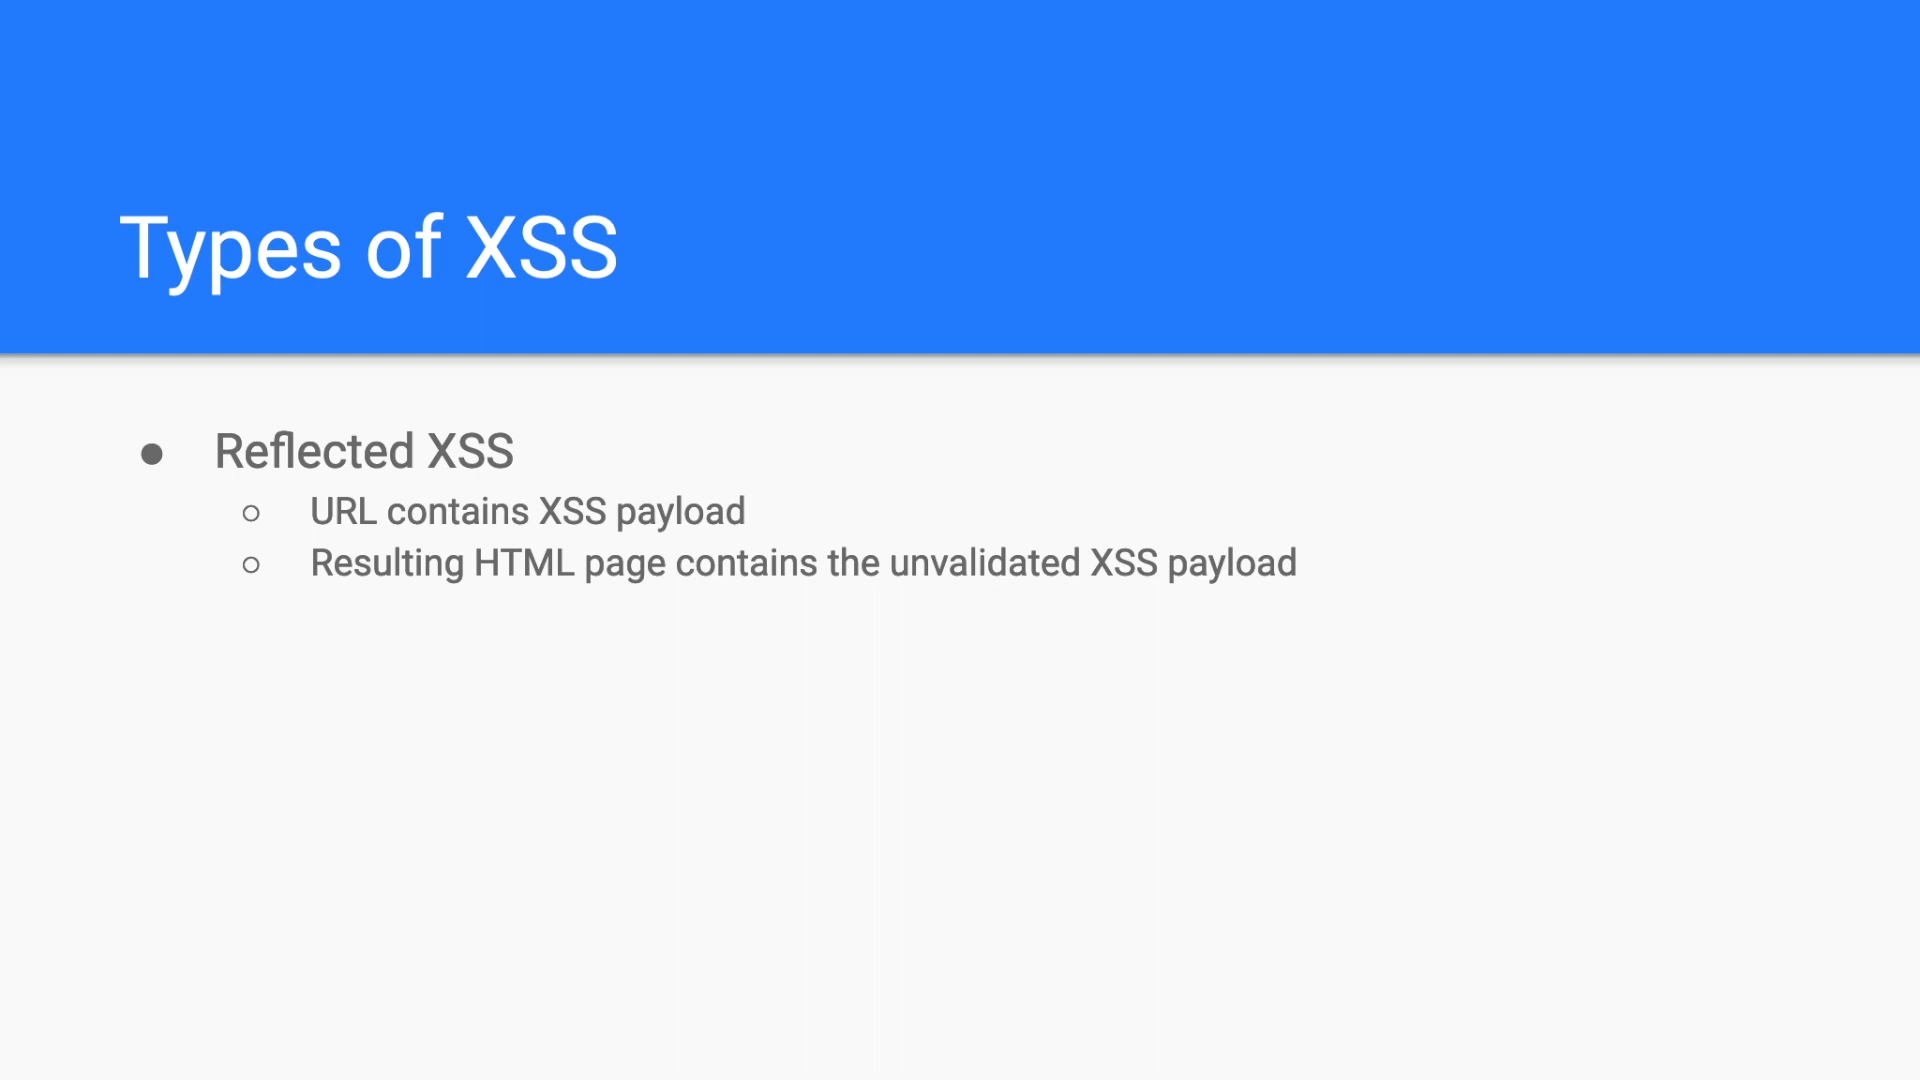 Types of XSS
● Reflected XSS
○ URL contains XSS payload
○ Resulting HTML page contains the unvalidated XSS payload